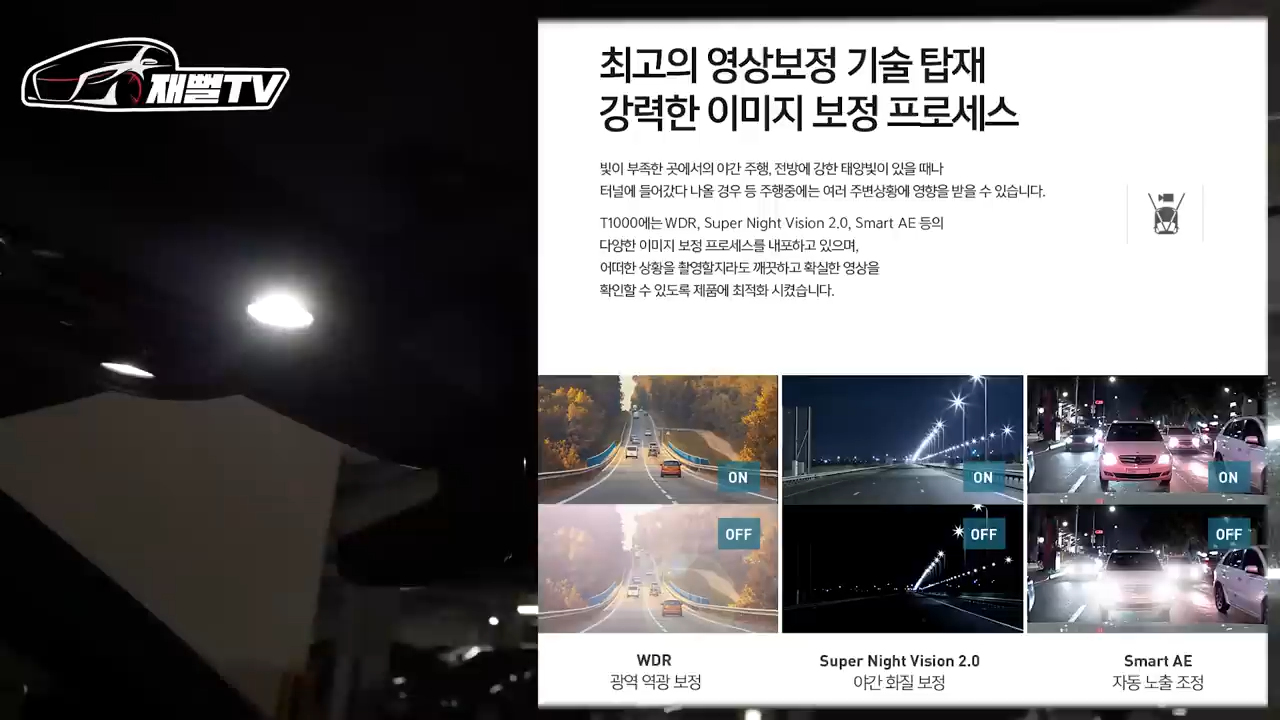 재뻘TV
최고의 영상보정 기술 탑재
강력한 이미지 보정 프로세스
빛이 부족한 곳에서의 야간 주행, 전방에 강한 태양빛이 있을 때나
터널에 들어갔다 나올 경우 등 주행중에는 여러 주변상황에 영향을 받을 수 있습니다.
T1000에는 WDR, Super Night Vision 2.0, Smart AE 등의
다양한 이미지 보정 프로세스를 내포하고 있으며,
어떠한 상황을 촬영할지라도 깨끗하고 확실한 영상을
확인할 수 있도록 제품에 최적화 시켰습니다.
ON
ON
ON
OFF
OFF
OFF
WDR
광역 역광 보정
Super Night Vision 2.0
야간 화질 보정
Smart AE
자동 노출 조정